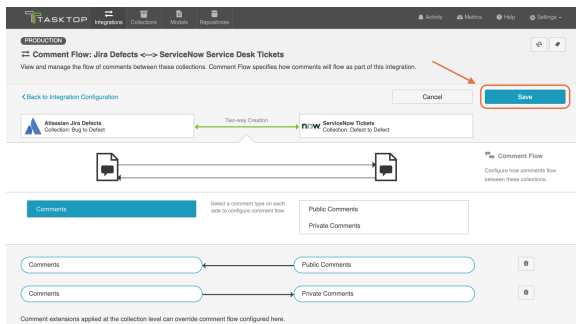 TASKTOP
Integrations
Collections
Models
Repositories
Activity
Metrics
Help
Settings
PRODUCTION
Comment Flow: Jira Defects <—> ServiceNow Service Desk Tickets
View and manage the flow of comments between these collections. Comment Flow specifies how comments will flow as part of this integration.
Back to Integration Configuration
Cancel
Save
Atlassian Jira Defects
Collection: Bug to Defect
Two-way Creation
now
ServiceNow Tickets
Collection: Defect to Defect
Comment Flow
Configure how comments flow
between these collections.
Comments
Select a comment type on each
side to configure comment flow
Public Comments
Private Comments
Comments
Public Comments
Comments
Private Comments
Comment extensions applied at the collection level can override comment flow configured here.